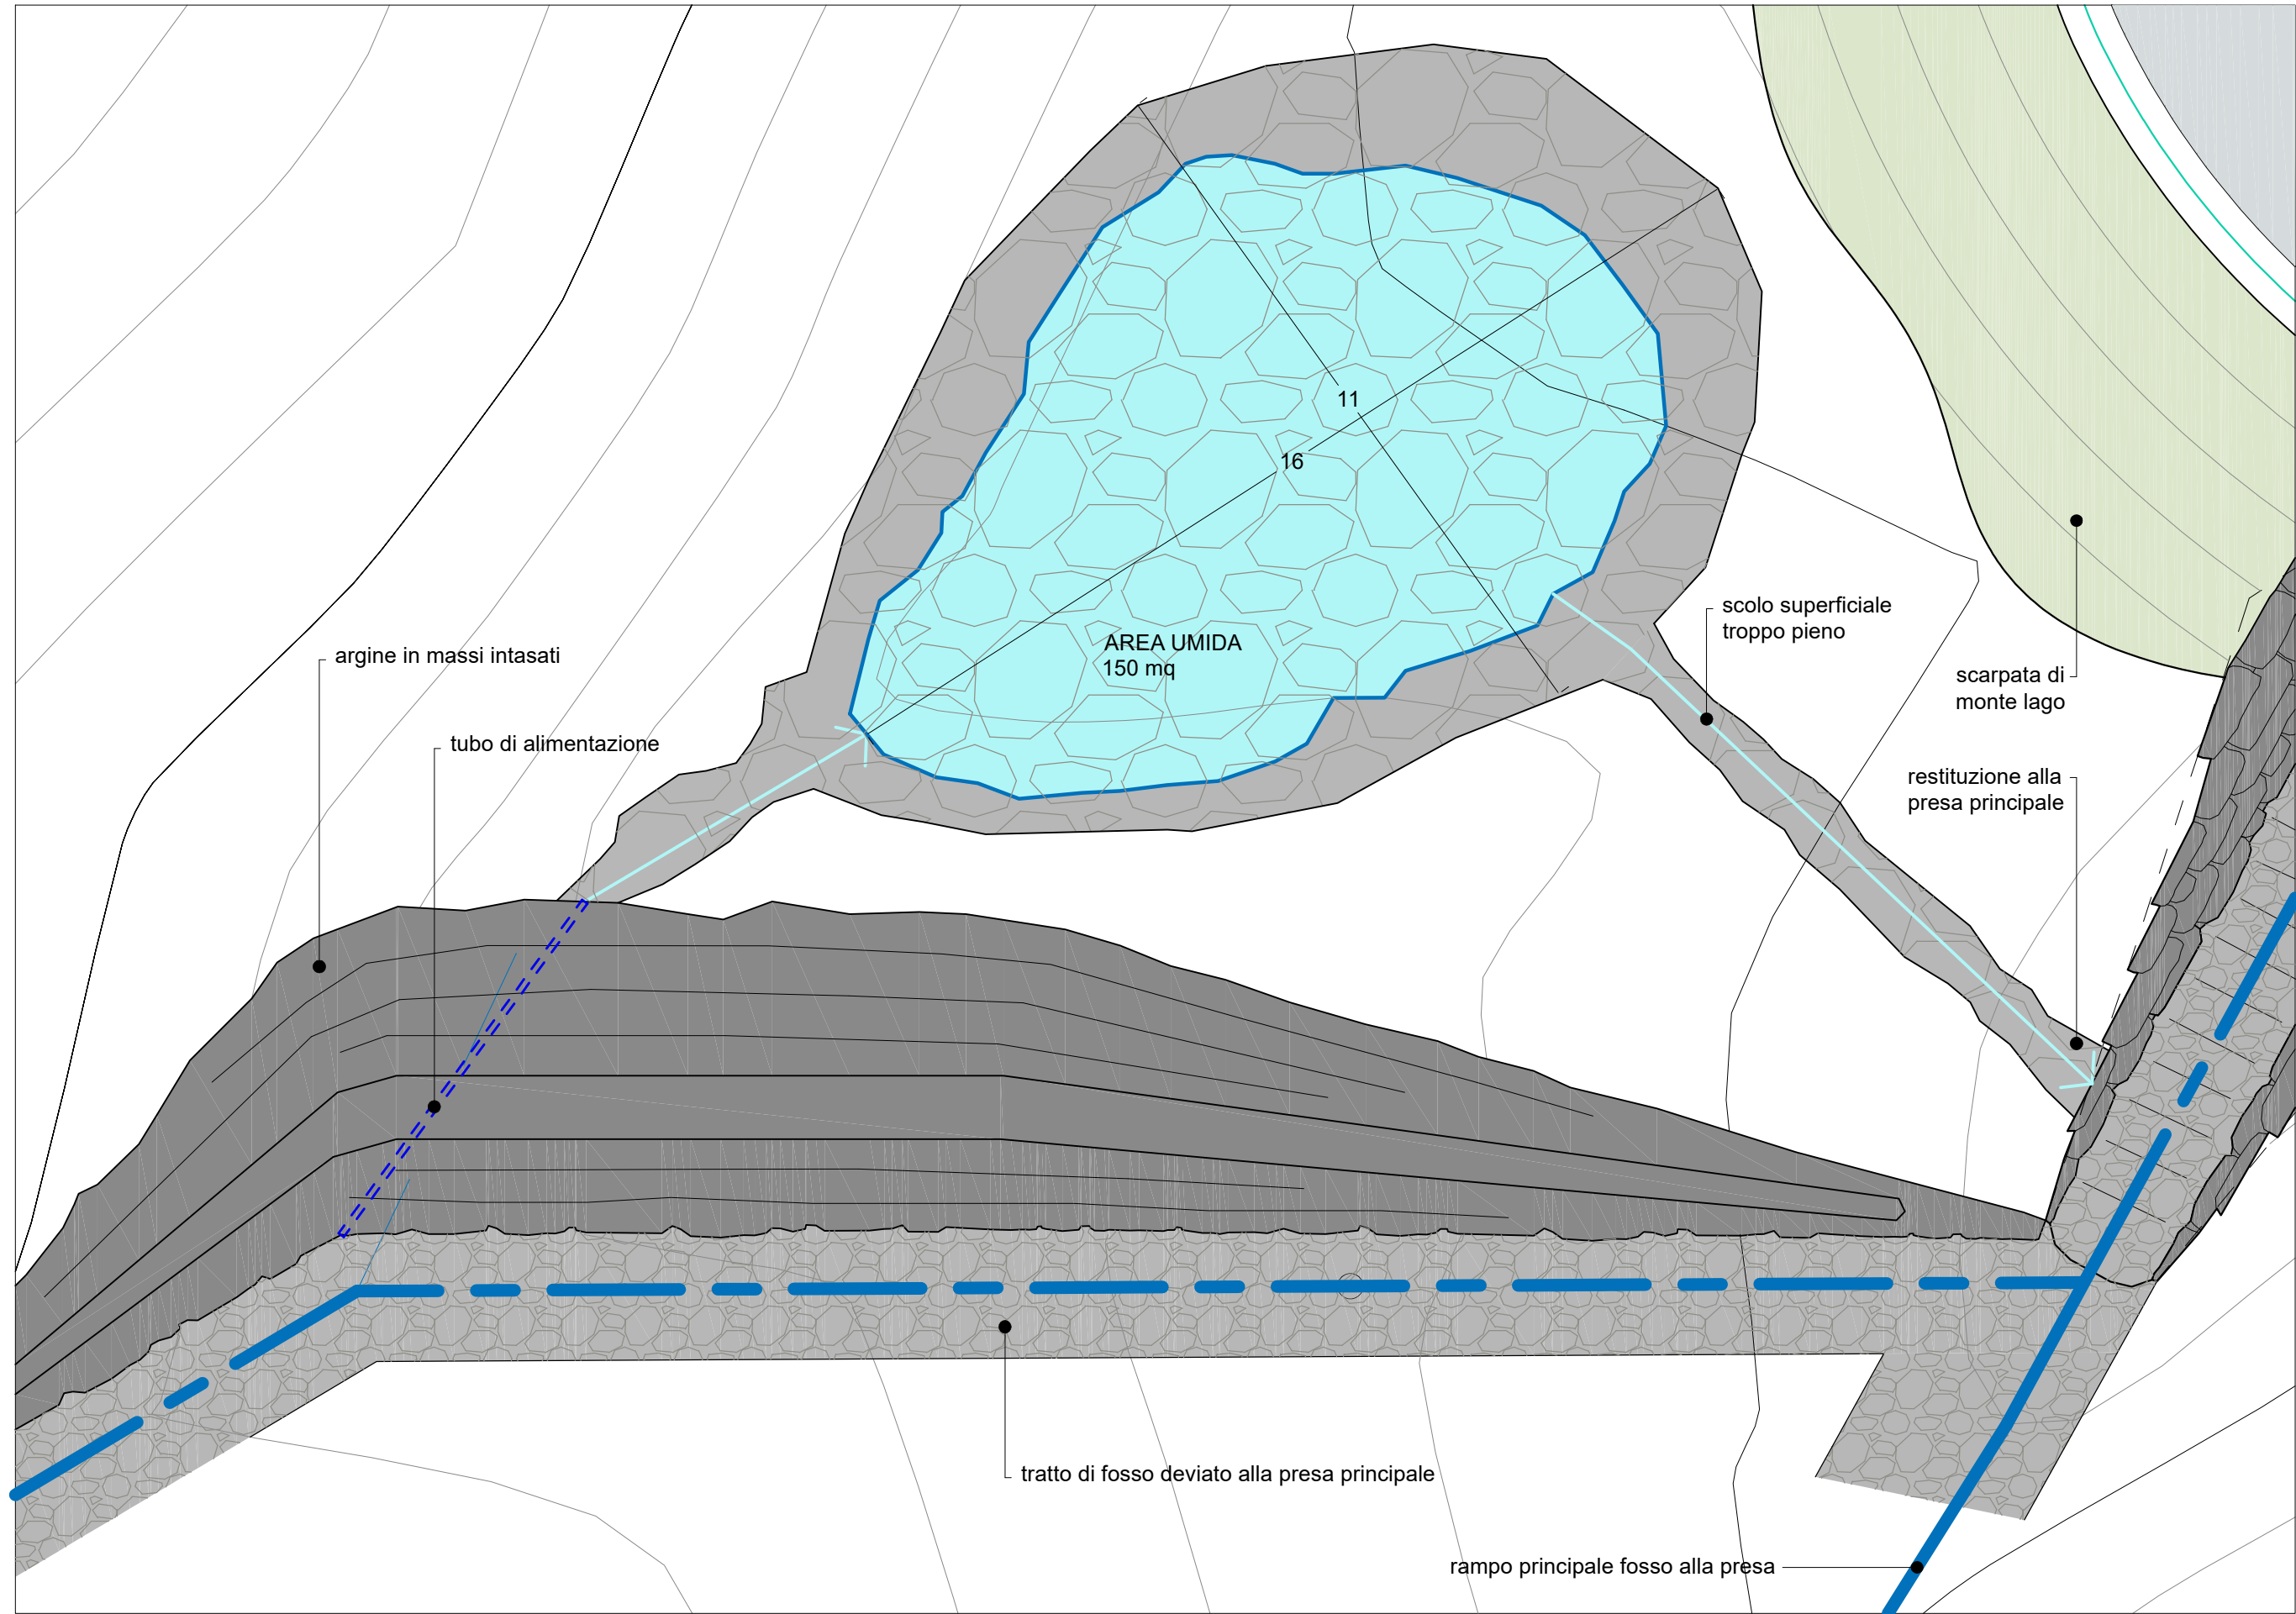 11
16
AREA UMIDA
150 mq
scolo superficiale
troppo pieno
argine in massi intasati
scarpata di
monte lago
tubo di alimentazione
restituzione alla
presa principale
tratto di fosso deviato alla presa principale
rampo principale fosso alla presa